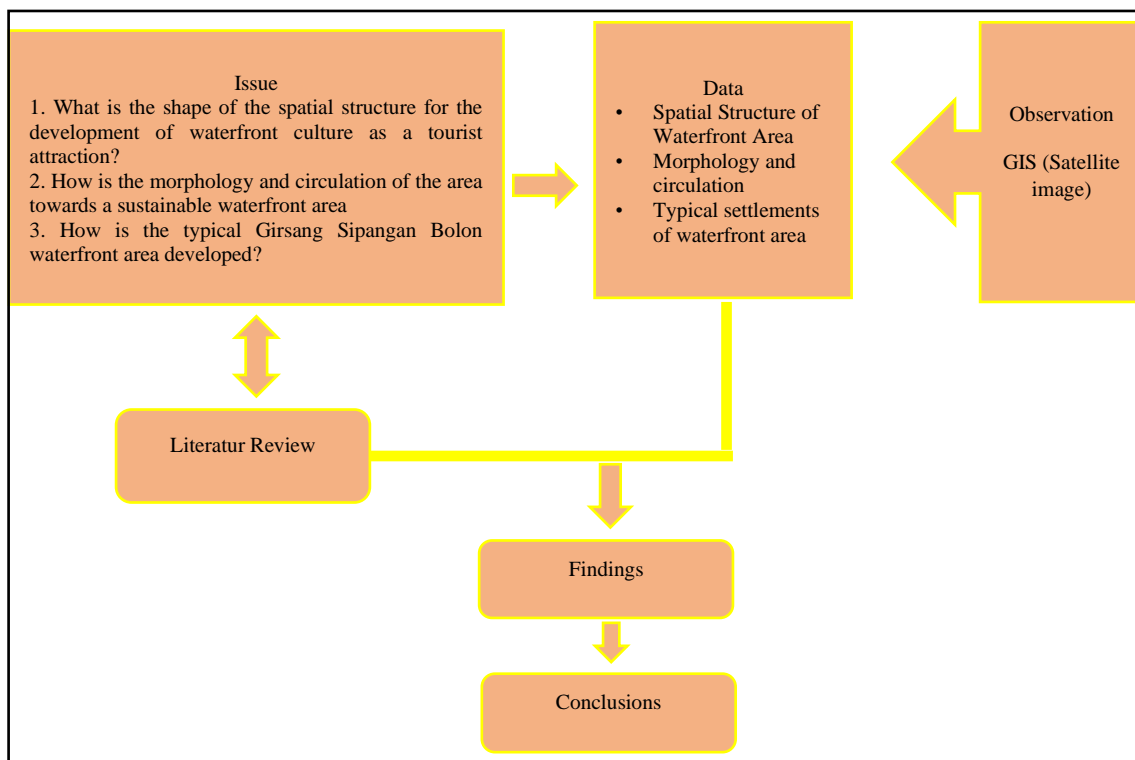 Issue
1. What is the shape of the spatial structure for the
development of waterfront culture as a tourist
attraction?
2. How is the morphology and circulation of the area
towards a sustainable waterfront area
3. How is the typical Girsang Sipangan Bolon
waterfront area developed?
Data
• Spatial Structure of
Waterfront Area
• Morphology and
circulation
• Typical settlements
of waterfront area
Observation
GIS (Satellite
image)
Literatur Review
Findings
Conclusions